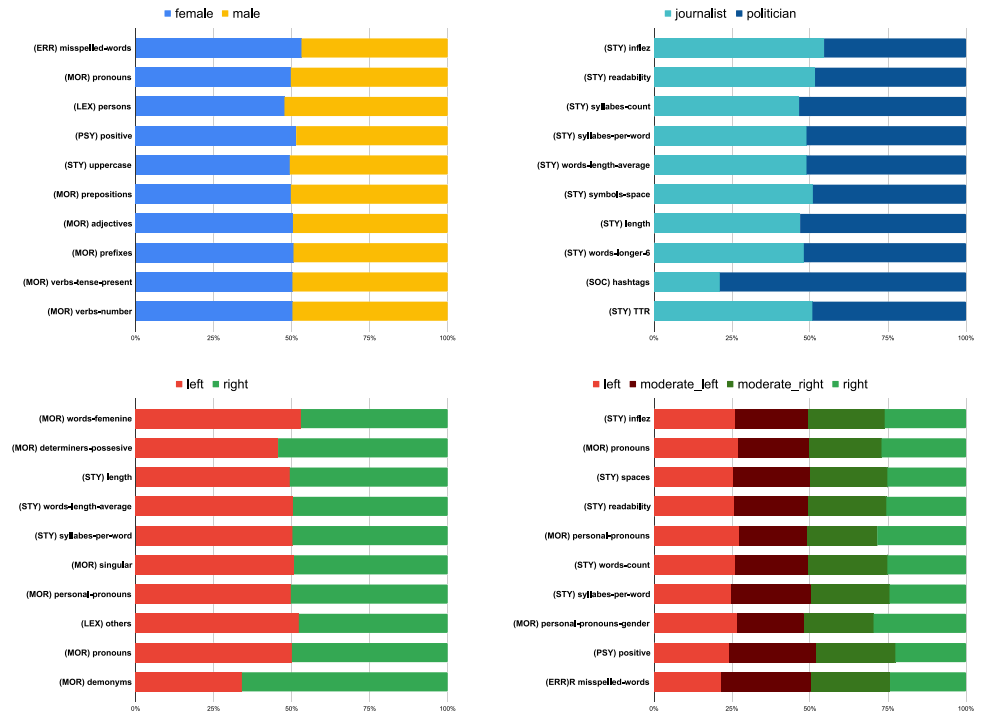 female male
(ERR) misspelled-words
(MOR) pronouns
(LEX) persons
(PSY) positive
(STY) uppercase
(MOR) prepositions
(MOR) adjectives
(MOR) prefixes
(MOR) verbs-tense-present
(MOR) verbs-number
0% 25% 50% 75% 100%
journalist politician
(STY) inflez
(STY) readability
(STY) syllabes-count
(STY) syllabes-per-word
(STY) words-length-average
(STY) symbols-space
(STY) length
(STY) words-longer-6
(SOC) hashtags
(STY) TTR
0% 25% 50% 75% 100%
left right
(MOR) words-femenine
(MOR) determiners-possesive
(STY) length
(STY) words-length-average
(STY) syllabes-per-word
(MOR) singular
(MOR) personal-pronouns
(LEX) others
(MOR) pronouns
(MOR) demonyms
0% 25% 50% 75% 100%
left moderate_left moderate_right right
(STY) inflez
(MOR) pronouns
(STY) spaces
(STY) readability
(MOR) personal-pronouns
(STY) words-count
(STY) syllabes-per-word
(MOR) personal-pronouns-gender
(PSY) positive
(ERR)R misspelled-words
0% 25% 50% 75% 100%